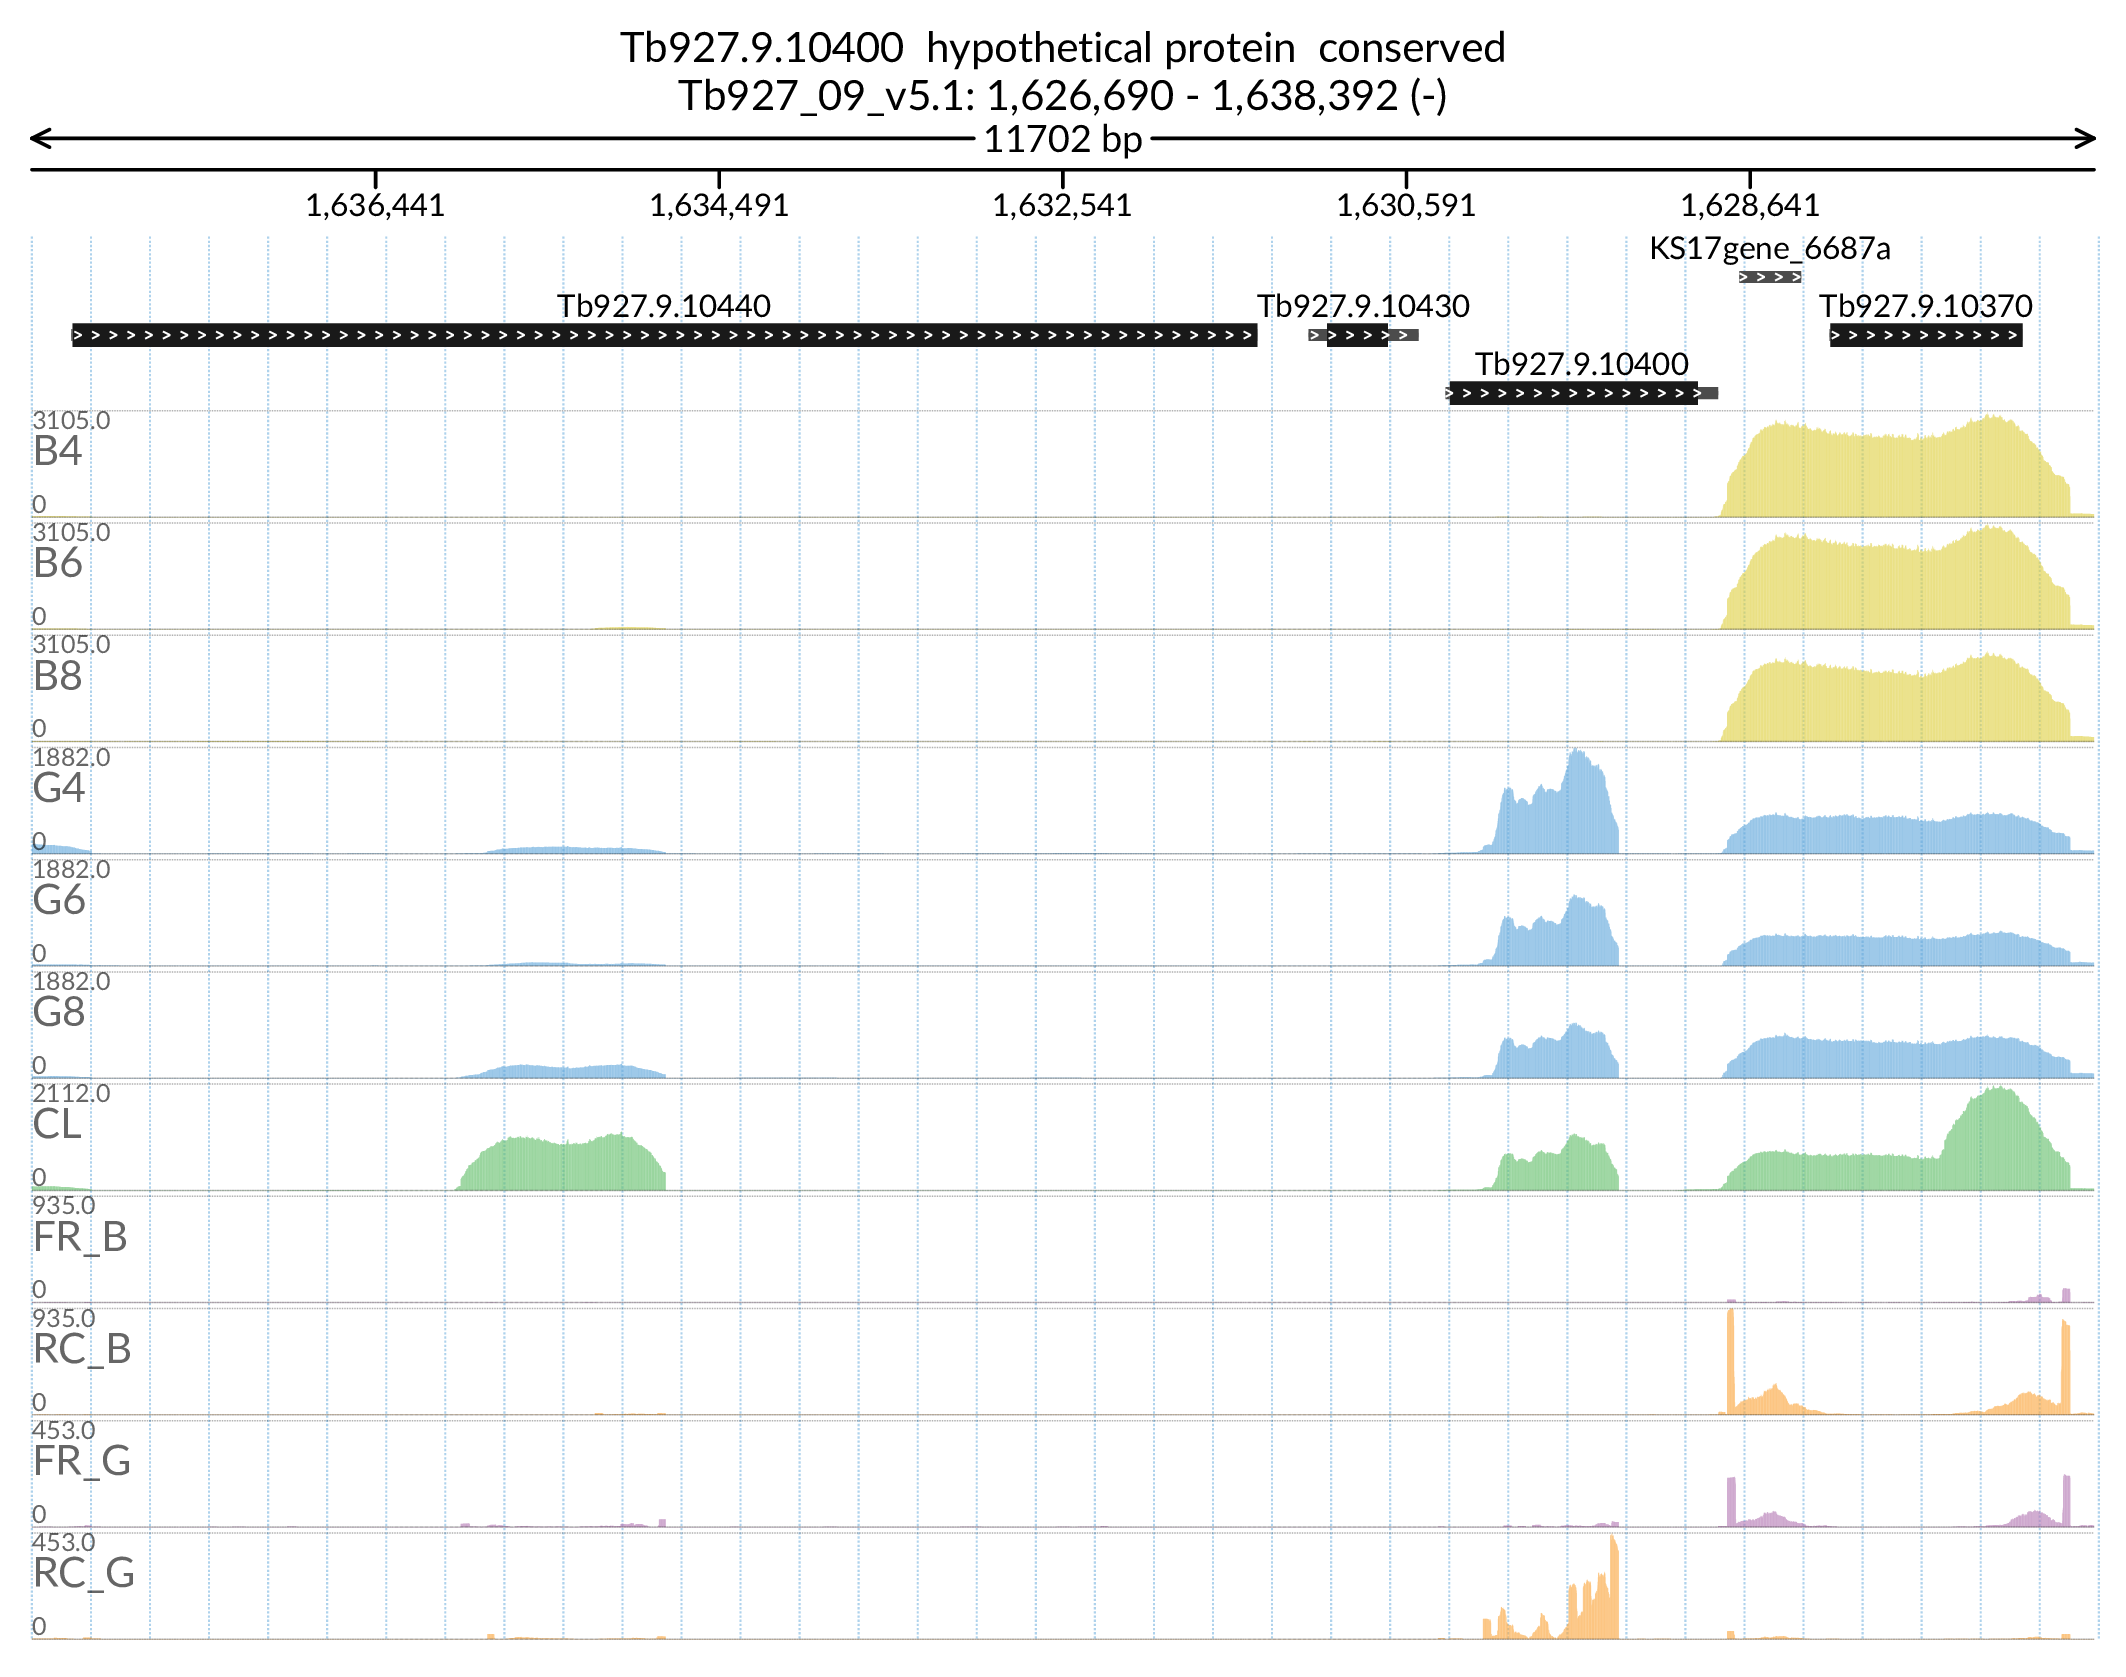 Tb927.9.10400  hypothetical protein  conserved
Tb927_09_v5.1: 1,626,690 - 1,638,392 (-)
11702 bp
1,636,441 1,634,491 1,632,541 1,630,591 1,628,641
KS17gene_6687a
Tb927.9.10440 Tb927.9.10430 Tb927.9.10370
Tb927.9.10400
3105.0
B4
0
3105.0
B6
0
3105.0
B8
0
1882.0
G4
0
1882.0
G6
0
1882.0
G8
0
2112.0
CL
0
935.0
FR_B
0
935.0
RC_B
0
453.0
FR_G
0
453.0
RC_G
0